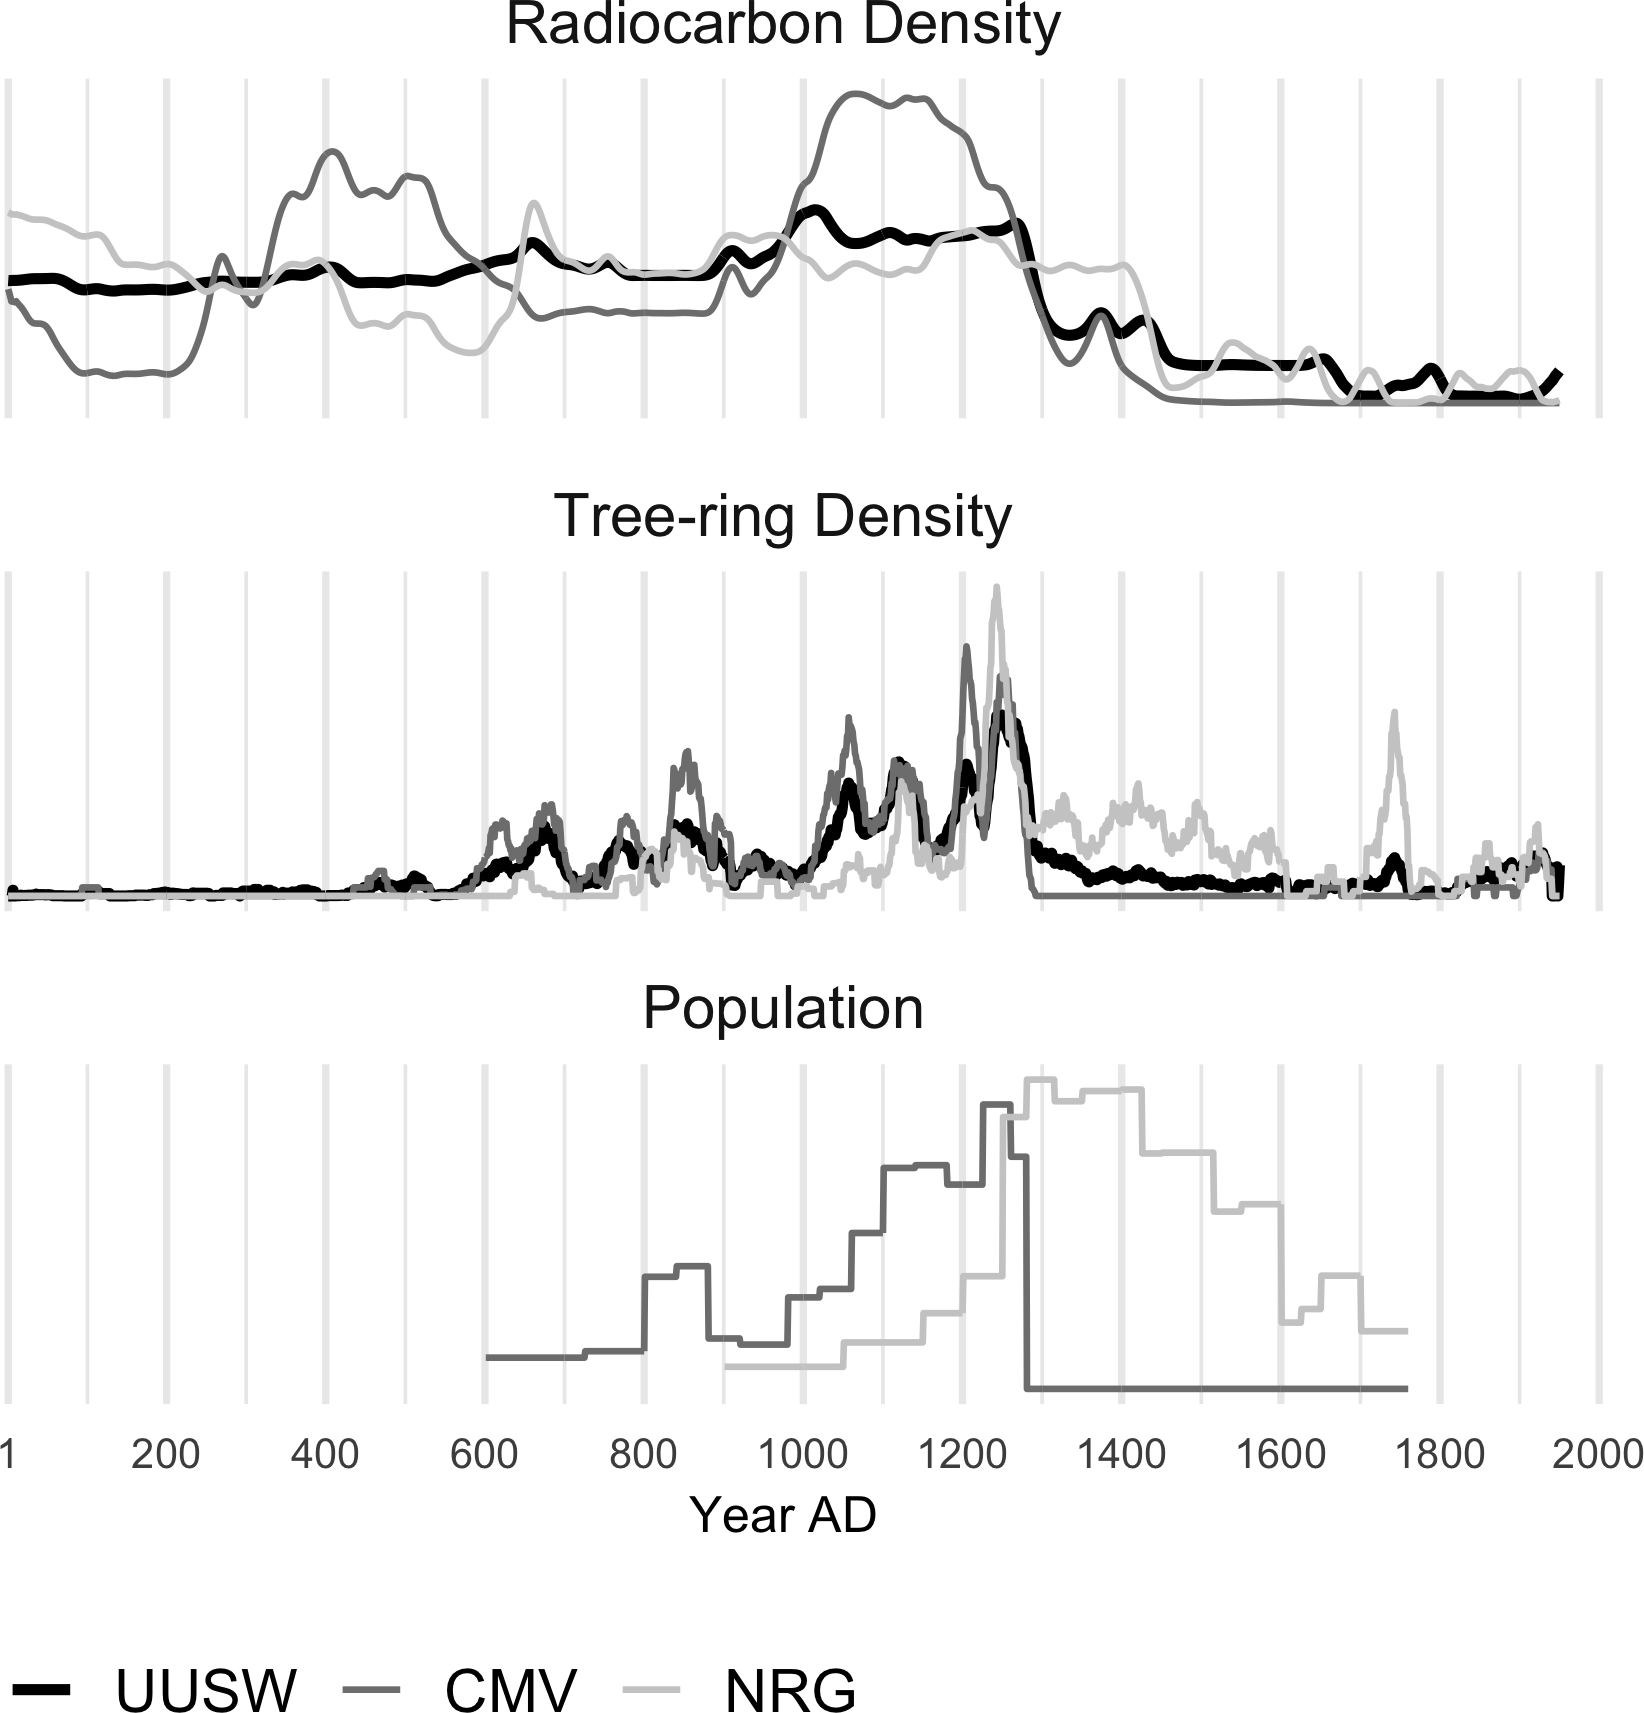 Radiocarbon Density
Tree-ring Density
Population
1 200 400 600 800 1000 1200 1400 1600 1800 2000
Year AD
UUSW CMV NRG